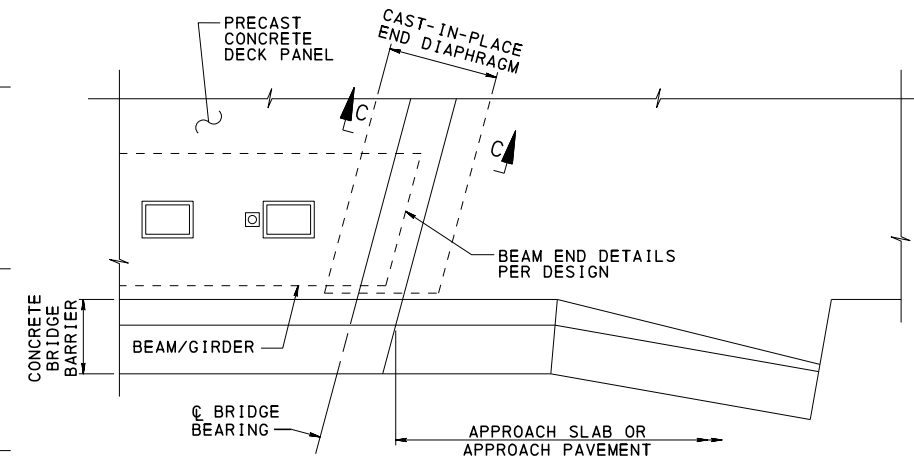 PRECAST
CONCRETE
DECK PANEL
CAST-IN-PLACE
END DIAPHRAGM
C
C
BEAM END DETAILS
PER DESIGN
CONCRETE
BRIDGE
BARRIER
BEAM/GIRDER
℄ BRIDGE
BEARING
APPROACH SLAB OR
APPROACH PAVEMENT